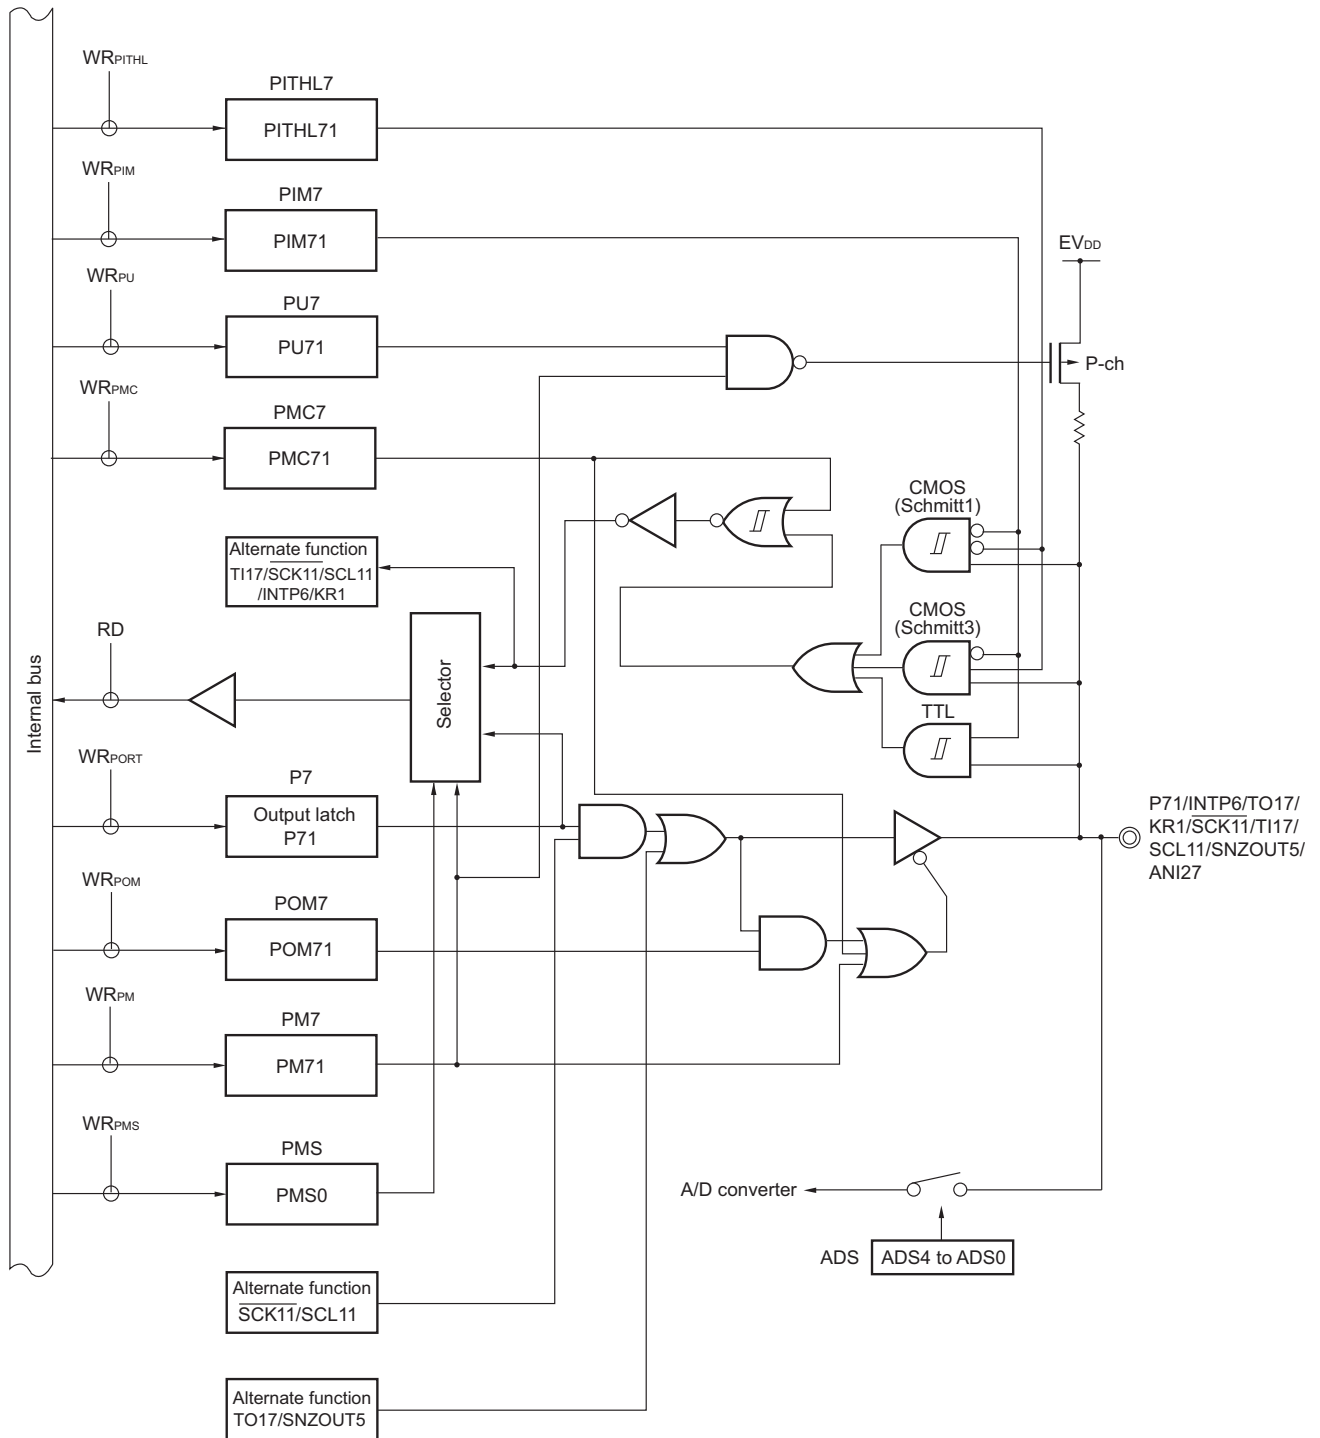 WRPITHL
PITHL7
PITHL71
WRPIM
PIM7
PIM71
EVDD
WRPU
PU7
PU71
P-ch
WRPMC
PMC7
PMC71
CMOS
(Schmitt1)
Alternate function
TI17/SCK11/SCL11
/INTP6/KR1
CMOS
(Schmitt3)
RD
Internal bus
Selector
TTL
WRPORT
P7
Output latch
P71
P71/INTP6/TO17/
KR1/SCK11/TI17/
SCL11/SNZOUT5/
ANI27
WRPOM
POM7
POM71
WRPM
PM7
PM71
WRPMS
PMS
PMS0
A/D converter
ADS
ADS4 to ADS0
Alternate function
SCK11/SCL11
Alternate function
TO17/SNZOUT5